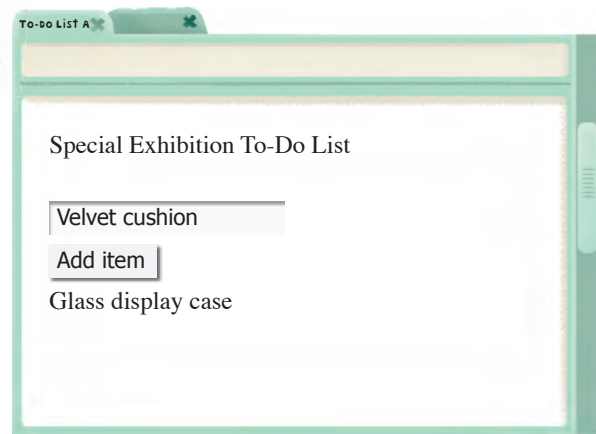 To-Do List A
Special Exhibition To-Do List
Velvet cushion
Add item
Glass display case